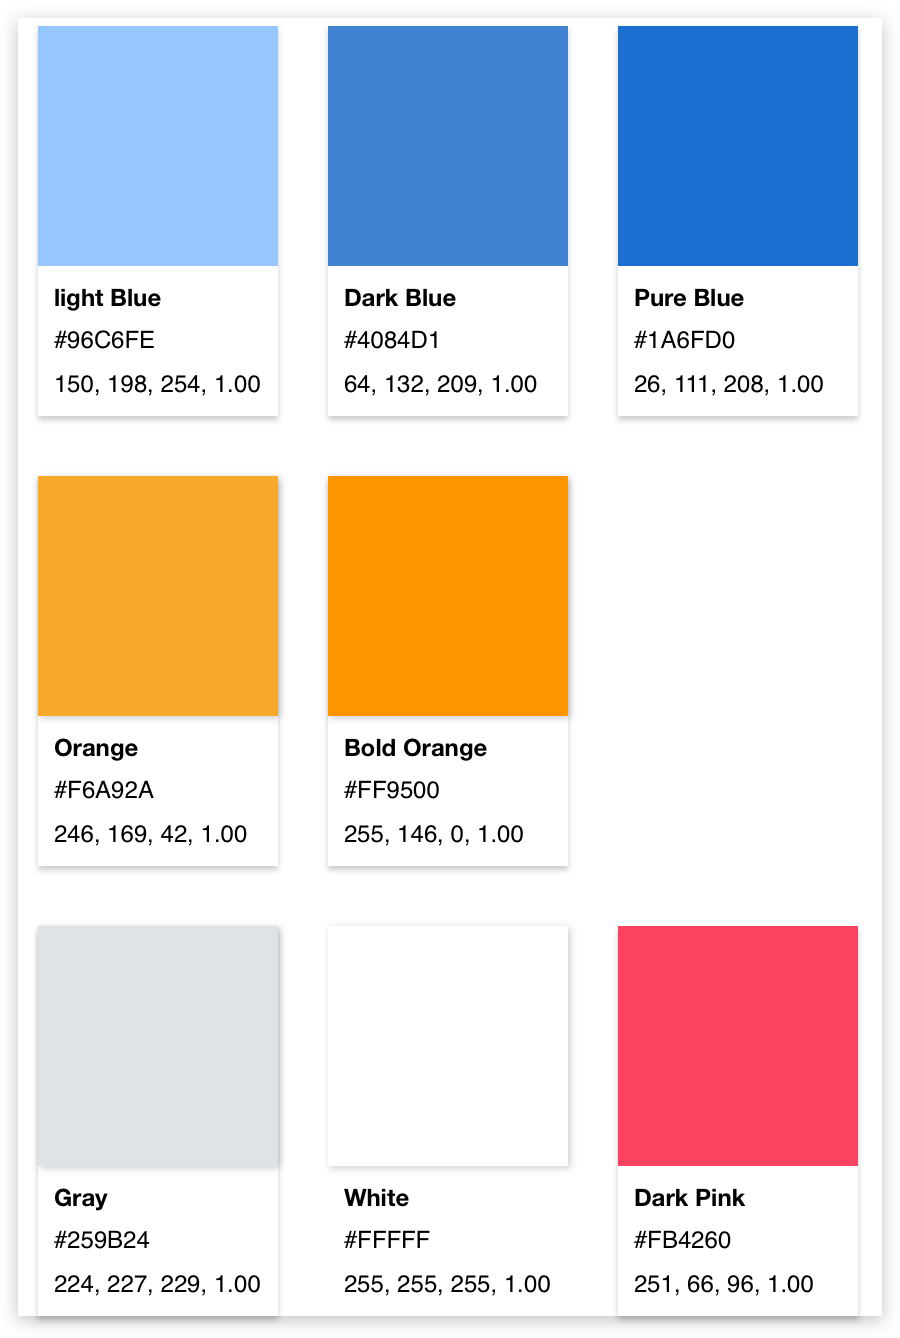 light Blue
#96C6FE
150, 198, 254, 1.00
Dark Blue
#4084D1
64, 132, 209, 1.00
Pure Blue
#1A6FD0
26, 111, 208, 1.00
Orange
#F6A92A
246, 169, 42, 1.00
Bold Orange
#FF9500
255, 146, 0, 1.00
Gray
#259B24
224, 227, 229, 1.00
White
#FFFFF
255, 255, 255, 1.00
Dark Pink
#FB4260
251, 66, 96, 1.00